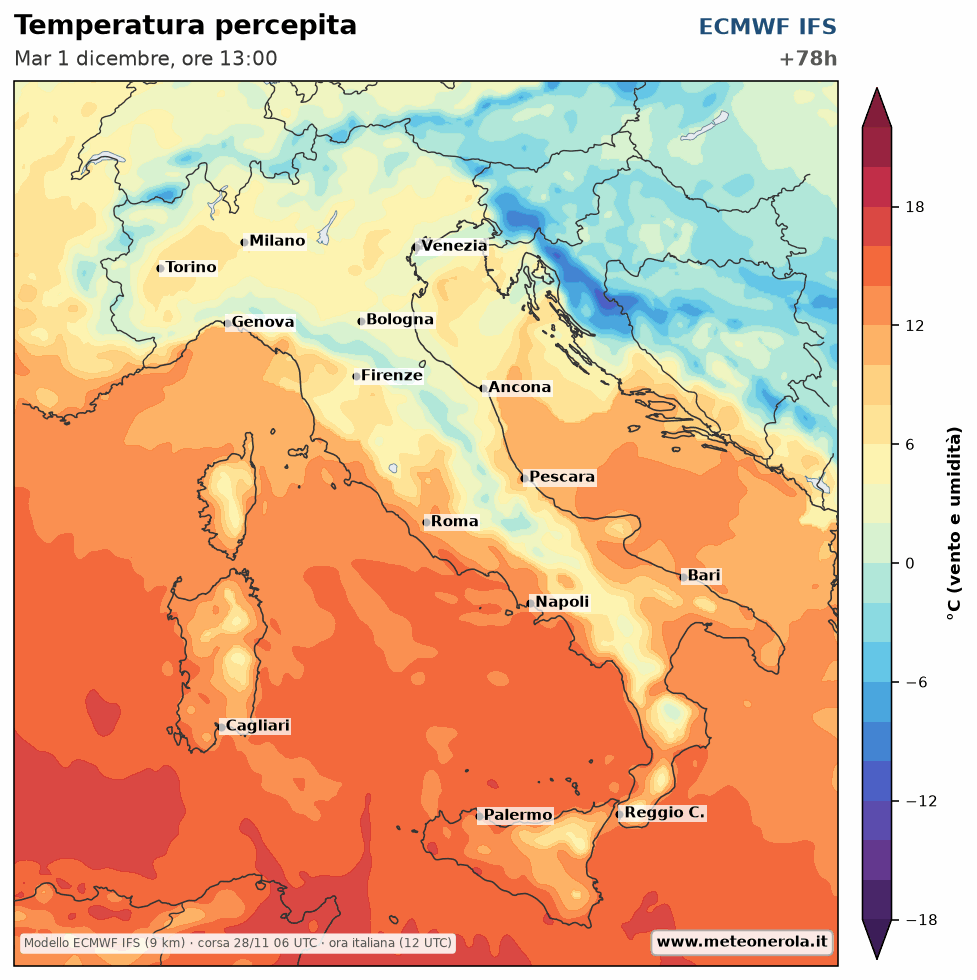 Temperatura percepita
ECMWF IFS
Mar 1 dicembre, ore 13:00
+78h
Milano
Venezia
Torino
Genova
Bologna
Firenze
Ancona
Pescara
Roma
Bari
Napoli
Cagliari
Palermo
Reggio C.
18
12
6
0
−6
−12
−18
°C (vento e umidità)
Modello ECMWF IFS (9 km) · corsa 28/11 06 UTC · ora italiana (12 UTC)
www.meteonerola.it